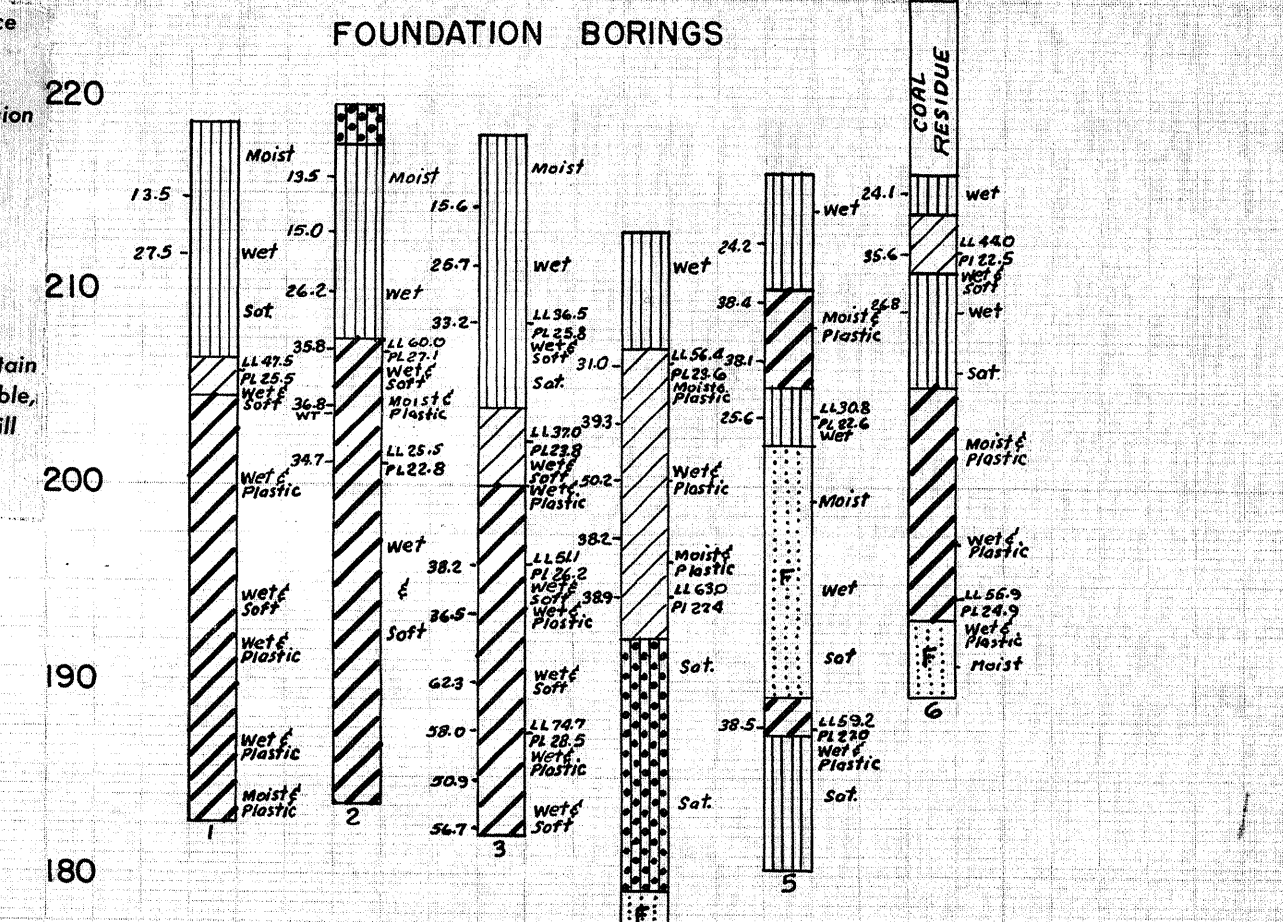 ce
FOUNDATION BORINGS
sion
tain
ble,
ill
220
210
200
190
180
13.5
27.5
Moist
Wet
Sat.
LL 47.5
PL 25.5
Wet &
Soft
Wet &
Plastic
Wet &
Soft
Wet &
Plastic
Wet &
Plastic
Moist &
Plastic
1
13.5
15.0
26.2
35.8
36.8
WT
34.7
Moist
Wet
LL 60.0
PL 27.1
Wet &
Soft
Moist &
Plastic
LL 25.5
PL 22.8
Wet
&
Soft
2
15.6
25.7
33.2
38.2
36.5
62.3
58.0
50.9
56.7
Moist
Wet
LL 36.5
PL 25.8
Wet &
Soft
Sat.
LL 37.0
PL 23.8
Wet &
Soft
Wet &
Plastic
LL 51.1
PL 26.2
Wet &
Soft
Wet &
Plastic
Wet &
Soft
LL 74.7
PL 28.5
Wet &
Plastic
Wet &
Soft
3
31.0
39.3
50.2
38.2
38.9
Wet
LL 56.4
PL 23.6
Moist &
Plastic
Wet &
Plastic
Moist &
Plastic
LL 63.0
Pl 27.4
Sat.
Sat.
F
24.2
38.4
38.1
25.6
38.5
Wet
Moist &
Plastic
LL 30.8
PL 22.6
Wet
Moist
F
Wet
Sat
LL 59.2
PL 27.0
Wet &
Plastic
Sat.
5
COAL
RESIDUE
24.1
35.6
26.8
Wet
LL 44.0
Pl 22.5
Wet &
Soft
Wet
Sat.
Moist &
Plastic
Wet &
Plastic
LL 56.9
PL 24.9
Wet &
Plastic
F
Moist
6